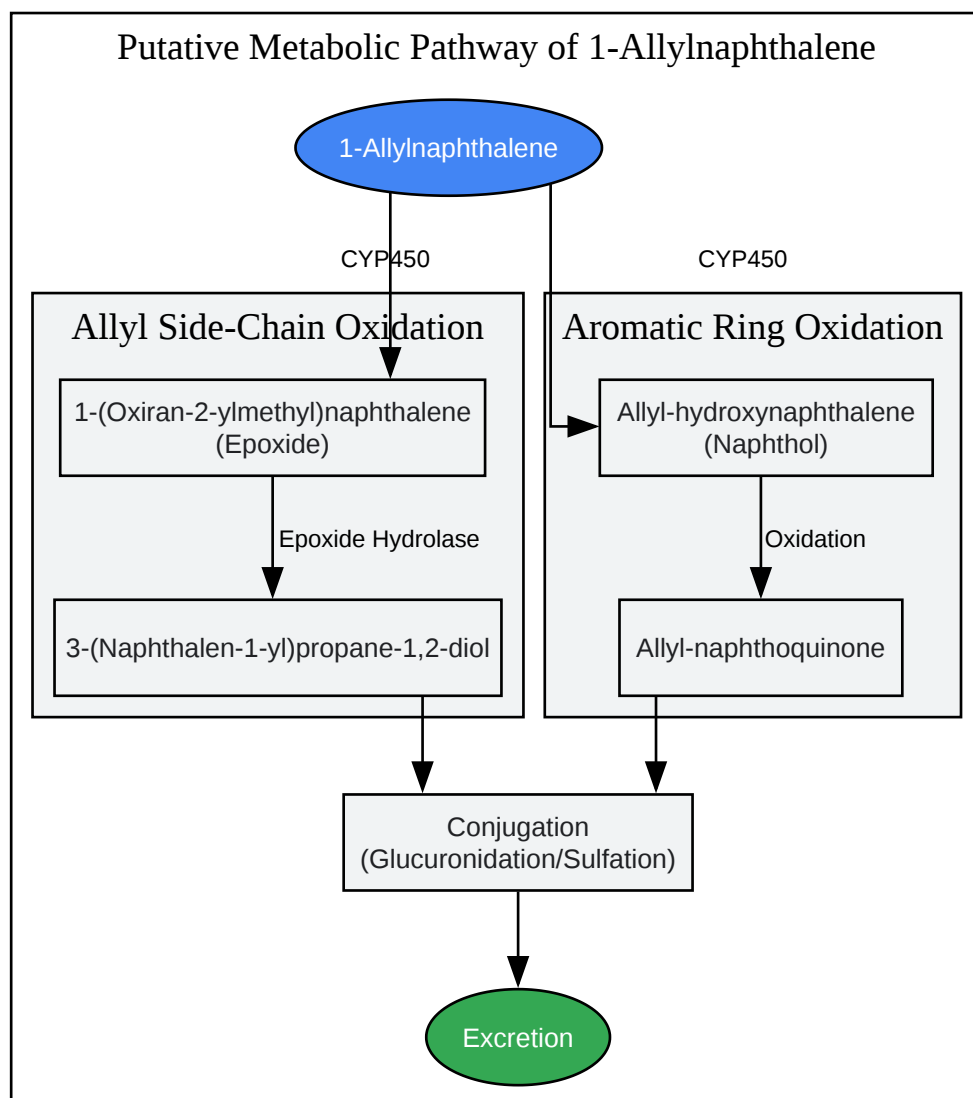 Putative Metabolic Pathway of 1-Allylnaphthalene
1-Allylnaphthalene
CYP450
CYP450
Allyl Side-Chain Oxidation
Aromatic Ring Oxidation
1-(Oxiran-2-ylmethyl)naphthalene
(Epoxide)
Allyl-hydroxynaphthalene
(Naphthol)
Epoxide Hydrolase
Oxidation
3-(Naphthalen-1-yl)propane-1,2-diol
Allyl-naphthoquinone
Conjugation
(Glucuronidation/Sulfation)
Excretion